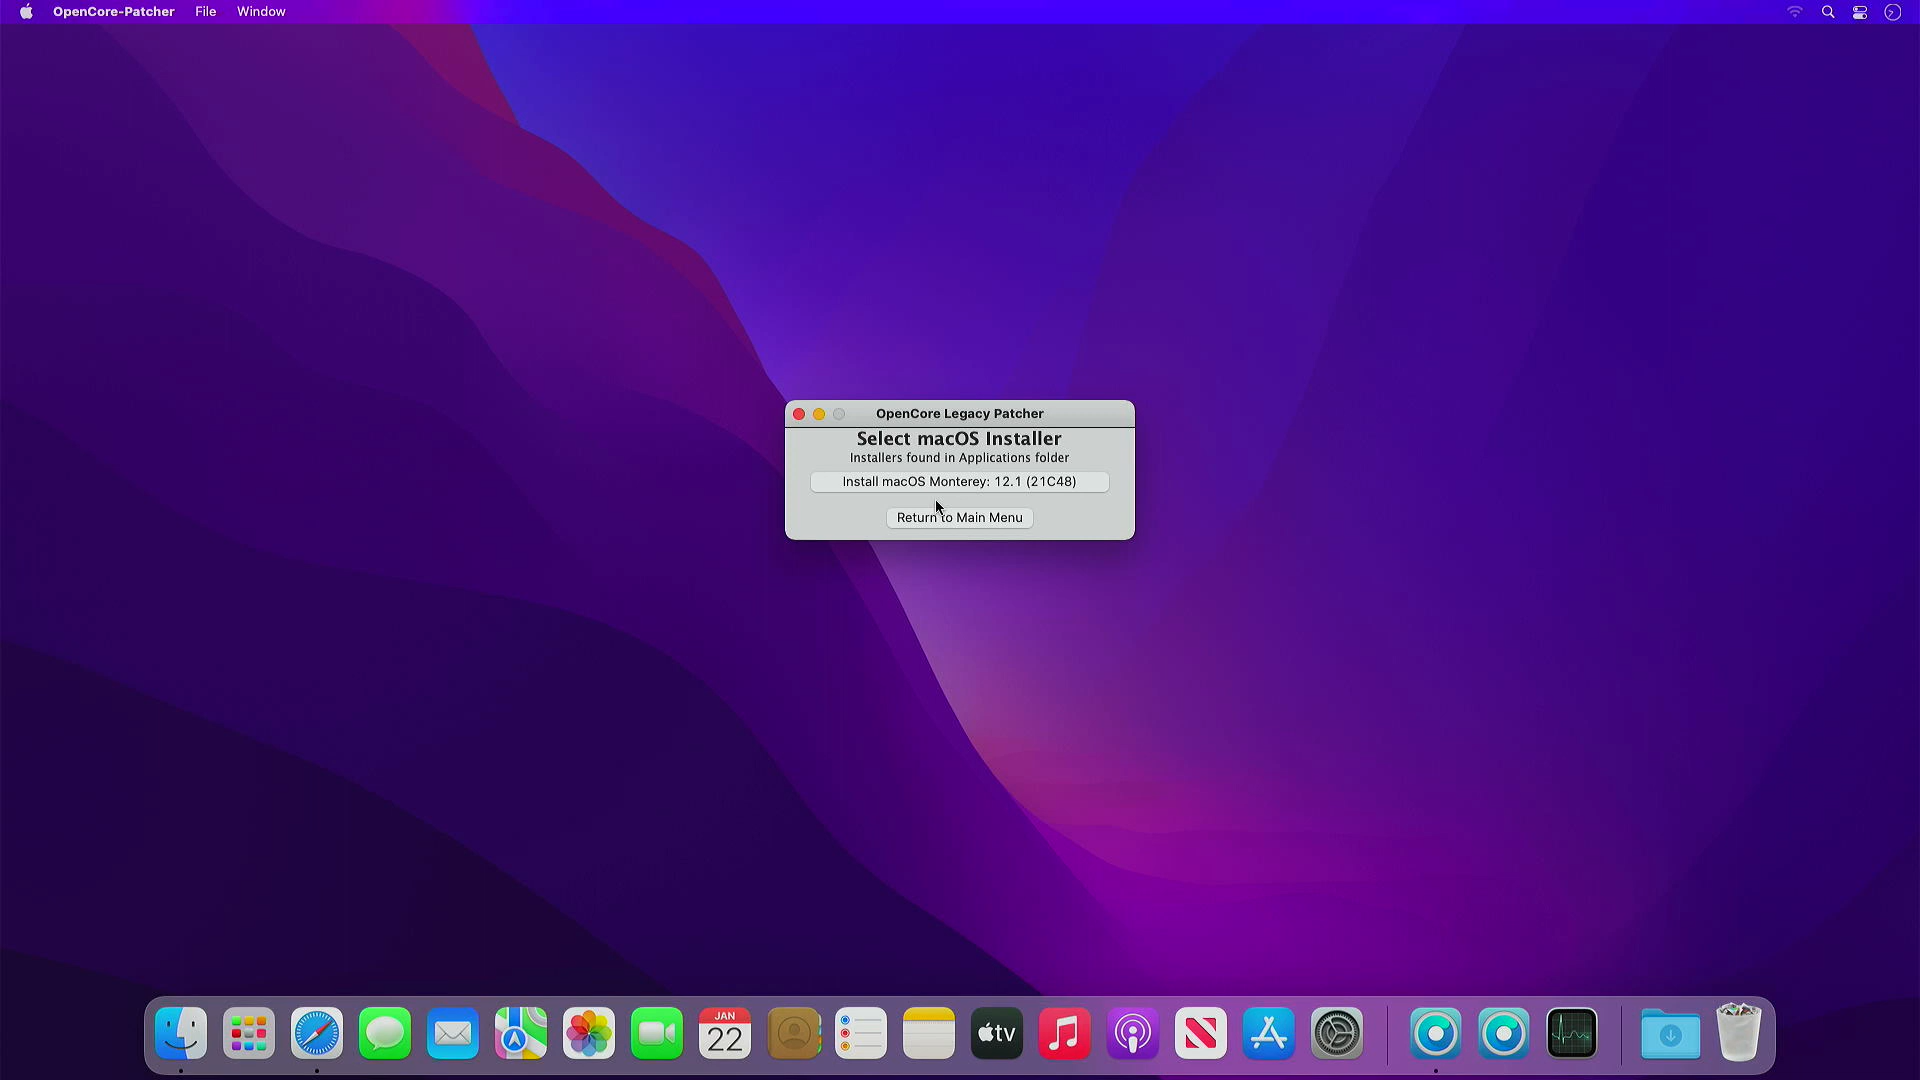 OpenCore-Patcher File Window
OpenCore Legacy Patcher
Select macOS Installer
Installers found in Applications folder
Install macOS Monterey: 12.1 (21C48)
Return to Main Menu
JAN
22
tv